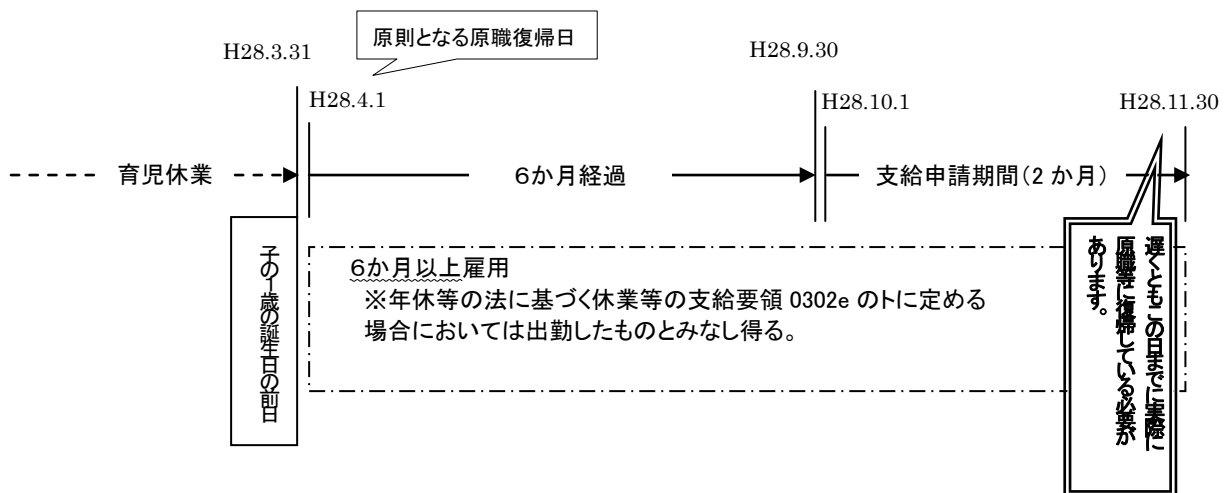 原則となる原職復帰日
H28.3.31
H28.9.30
H28.4.1
H28.10.1
H28.11.30
育児休業
6か月経過
支給申請期間(2か月)
子の1歳の誕生日の前日
6か月以上雇用
※年休等の法に基づく休業等の支給要領 0302e のトに定める
場合においては出勤したものとみなし得る。
遅くともこの日までに実際に
原職等に復帰している必要が
あります。